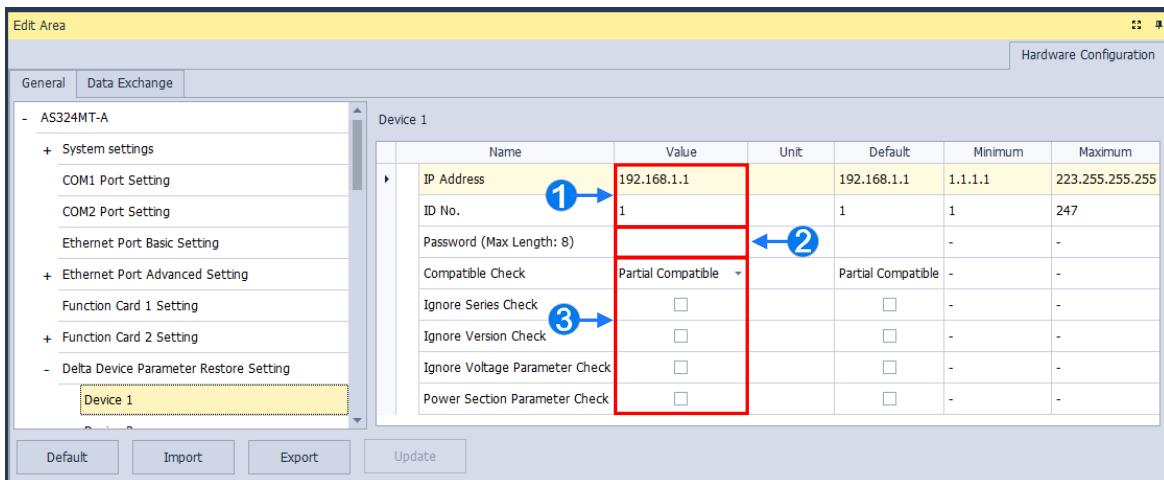 Edit Area
Hardware Configuration
General Data Exchange
- AS324MT-A
+ System settings
COM1 Port Setting
COM2 Port Setting
Ethernet Port Basic Setting
+ Ethernet Port Advanced Setting
Function Card 1 Setting
+ Function Card 2 Setting
- Delta Device Parameter Restore Setting
Device 1
Device 1
Name Value Unit Default Minimum Maximum
IP Address 192.168.1.1 192.168.1.1 1.1.1.1 223.255.255.255
1
ID No. 1 1 1 247
Password (Max Length: 8) - -
2
Compatible Check Partial Compatible Partial Compatible - -
Ignore Series Check - -
3
Ignore Version Check - -
Ignore Voltage Parameter Check - -
Power Section Parameter Check - -
Default Import Export Update